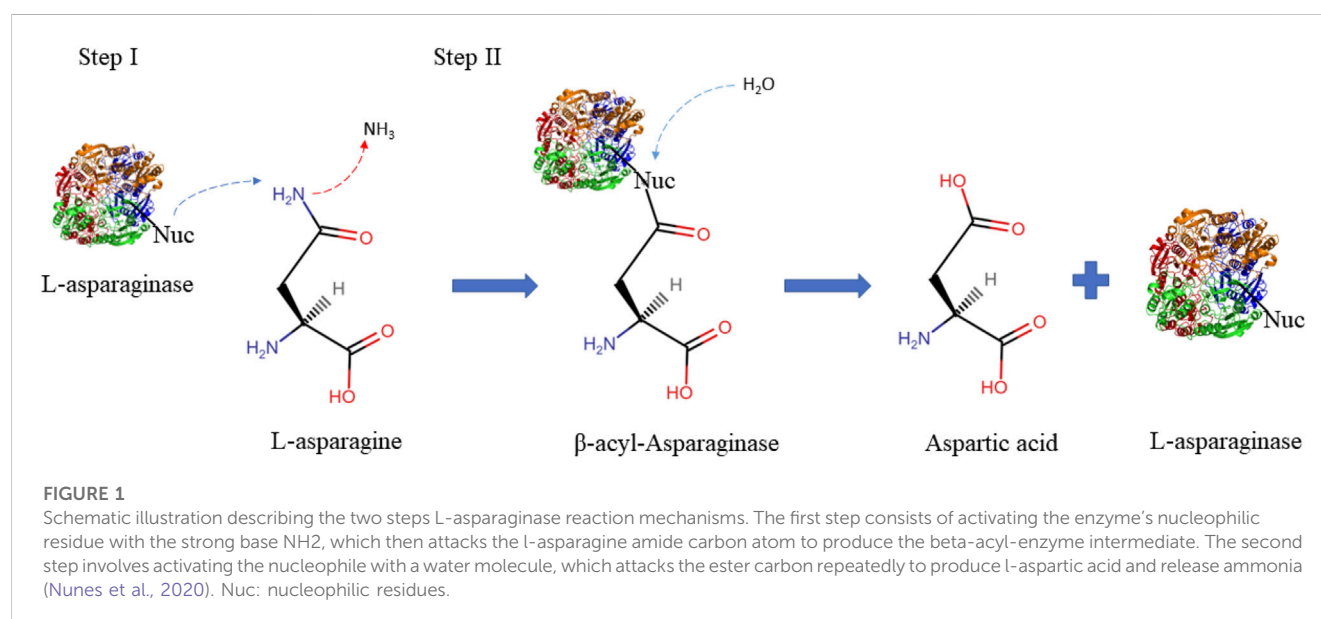 Step I
Step II
H₂O
NH₃
Nuc
H₂N
O
H
H₂N
O
HO
Nuc
O
H
H₂N
O
HO
HO
O
H
H₂N
O
HO
Nuc
L-asparaginase
L-asparagine
β-acyl-Asparaginase
Aspartic acid
L-asparaginase
FIGURE 1
Schematic illustration describing the two steps L-asparaginase reaction mechanisms. The first step consists of activating the enzyme’s nucleophilic
residue with the strong base NH2, which then attacks the l-asparagine amide carbon atom to produce the beta-acyl-enzyme intermediate. The second
step involves activating the nucleophile with a water molecule, which attacks the ester carbon repeatedly to produce l-aspartic acid and release ammonia
(Nunes et al., 2020). Nuc: nucleophilic residues.